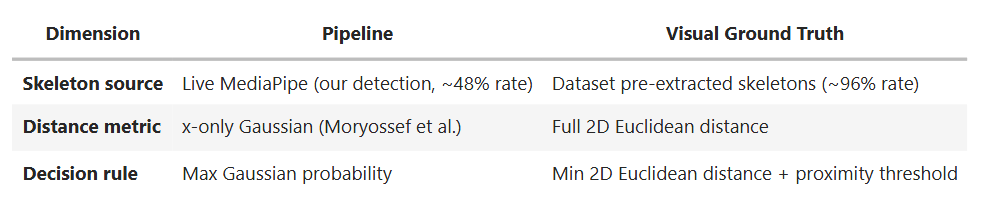 Dimension Pipeline Visual Ground Truth
Skeleton source Live MediaPipe (our detection, ~48% rate) Dataset pre-extracted skeletons (~96% rate)
Distance metric x-only Gaussian (Moryossef et al.) Full 2D Euclidean distance
Decision rule Max Gaussian probability Min 2D Euclidean distance + proximity threshold